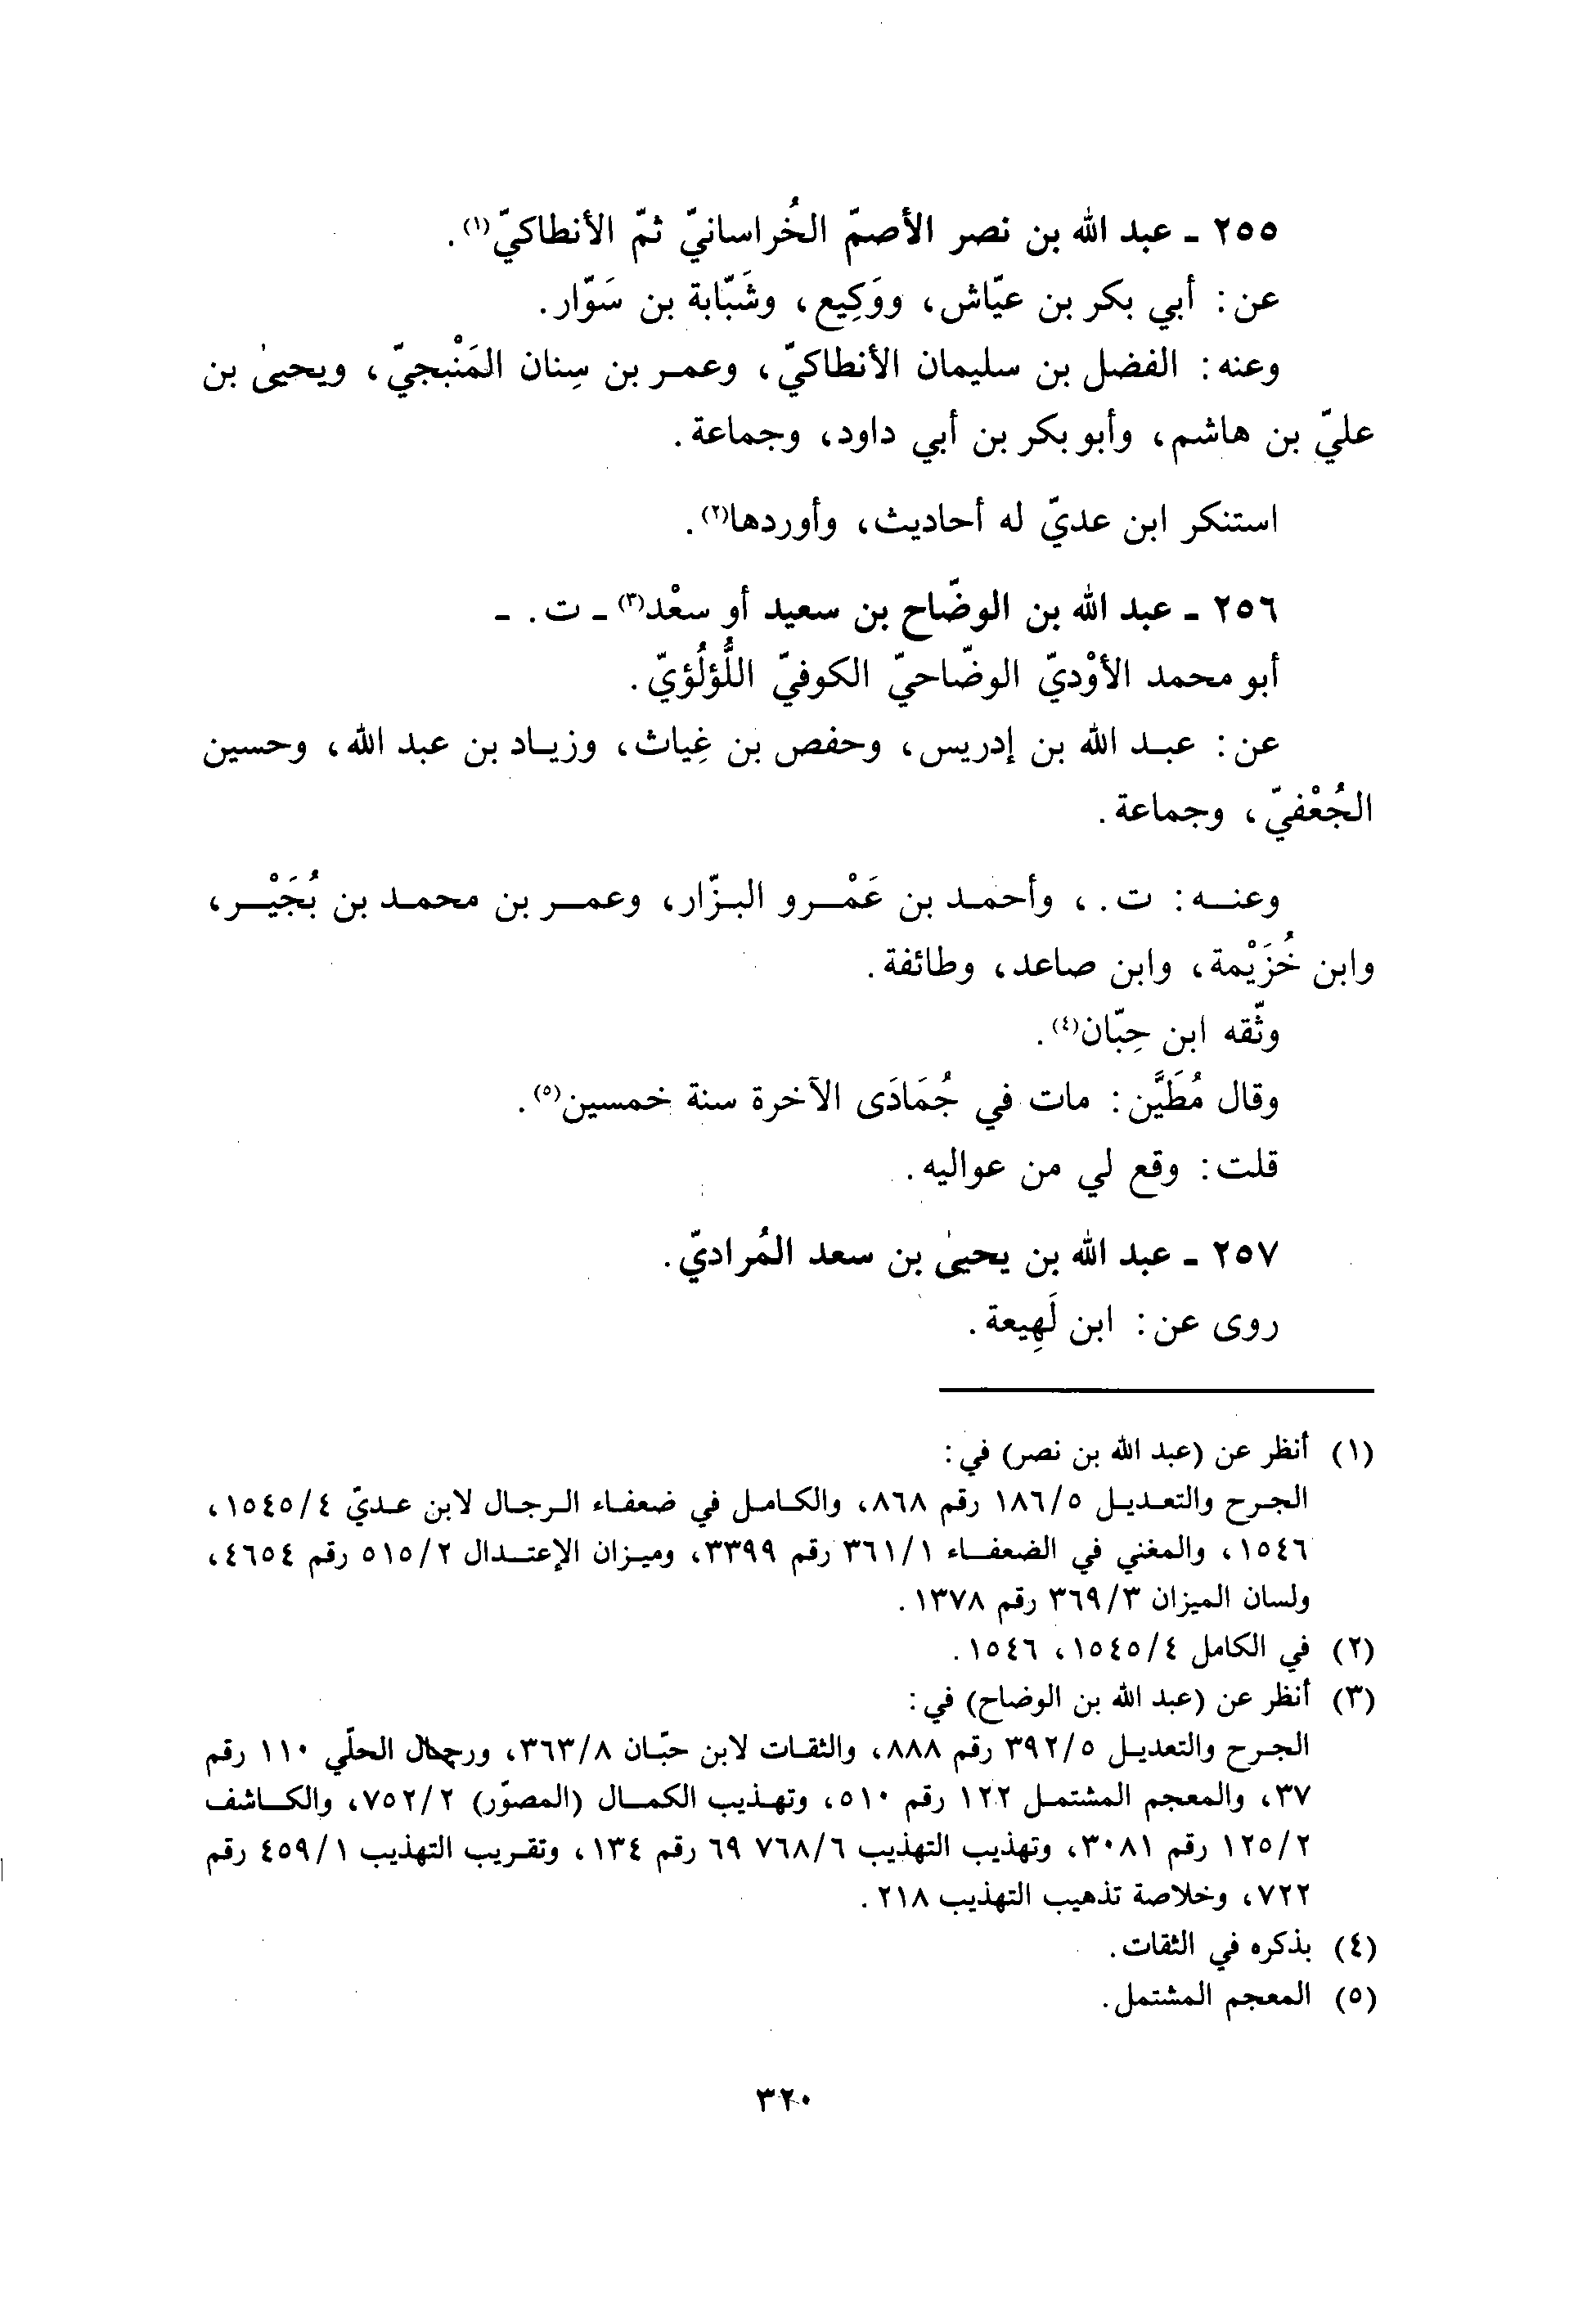 ٢٥٥ ـ عبد الله بن نصر الأصمّ الخُراسانيّ ثمّ الأنطاكيّ(١).
عن: أبي بكر بن عيّاش، ووَكِيع، وشَبّابة بن سَوّار.
وعنه: الفضل بن سليمان الأنطاكيّ، وعمر بن سِنان المَنْبجيّ، ويحيىٰ بن
عليّ بن هاشم، وأبو بكر بن أبي داود، وجماعة.
استنكر ابن عديّ له أحاديث، وأوردها(٢).
٢٥٦ ـ عبد الله بن الوضّاح بن سعيد أو سعْد(٣) ـ ت. ـ
أبو محمد الأوْديّ الوضّاحيّ الكوفيّ اللُّؤلُؤيّ.
عن: عبد الله بن إدريس، وحفص بن غِياث، وزياد بن عبد الله، وحسين
الجُعْفيّ، وجماعة.
وعنه: ت.، وأحمد بن عَمْرو البزّار، وعمر بن محمد بن بُجَيْر،
وابن خُزَيْمة، وابن صاعد، وطائفة.
وثّقه ابن حِبّان(٤).
وقال مُطَيَّن: مات في جُمَادَى الآخرة سنة خمسين(٥).
قلت: وقع لي من عواليه.
٢٥٧ ـ عبد الله بن يحيىٰ بن سعد المُراديّ.
روى عن: ابن لَهِيعة.
(١) أنظر عن (عبد الله بن نصر) في:
الجرح والتعديل ١٨٦/٥ رقم ٨٦٨، والكامل في ضعفاء الرجال لابن عديّ ١٥٤٥/٤،
١٥٤٦، والمغني في الضعفاء ٣٦١/١ رقم ٣٣٩٩، وميزان الإعتدال ٥١٥/٢ رقم ٤٦٥٤،
ولسان الميزان ٣٦٩/٣ رقم ١٣٧٨.
(٢) في الكامل ١٥٤٥/٤، ١٥٤٦.
(٣) أنظر عن (عبد الله بن الوضاح) في:
الجرح والتعديل ٣٩٢/٥ رقم ٨٨٨، والثقات لابن حبّان ٣٦٣/٨، ورجال الحلّي ١١٠ رقم
٣٧، والمعجم المشتمل ١٢٢ رقم ٥١٠، وتهذيب الكمال (المصوّر) ٧٥٢/٢، والكاشف
١٢٥/٢ رقم ٣٠٨١، وتهذيب التهذيب ٧٦٨/٦ ٦٩ رقم ١٣٤، وتقريب التهذيب ٤٥٩/١ رقم
٧٢٢، وخلاصة تذهيب التهذيب ٢١٨.
(٤) بذكره في الثقات.
(٥) المعجم المشتمل.
٣٢٠